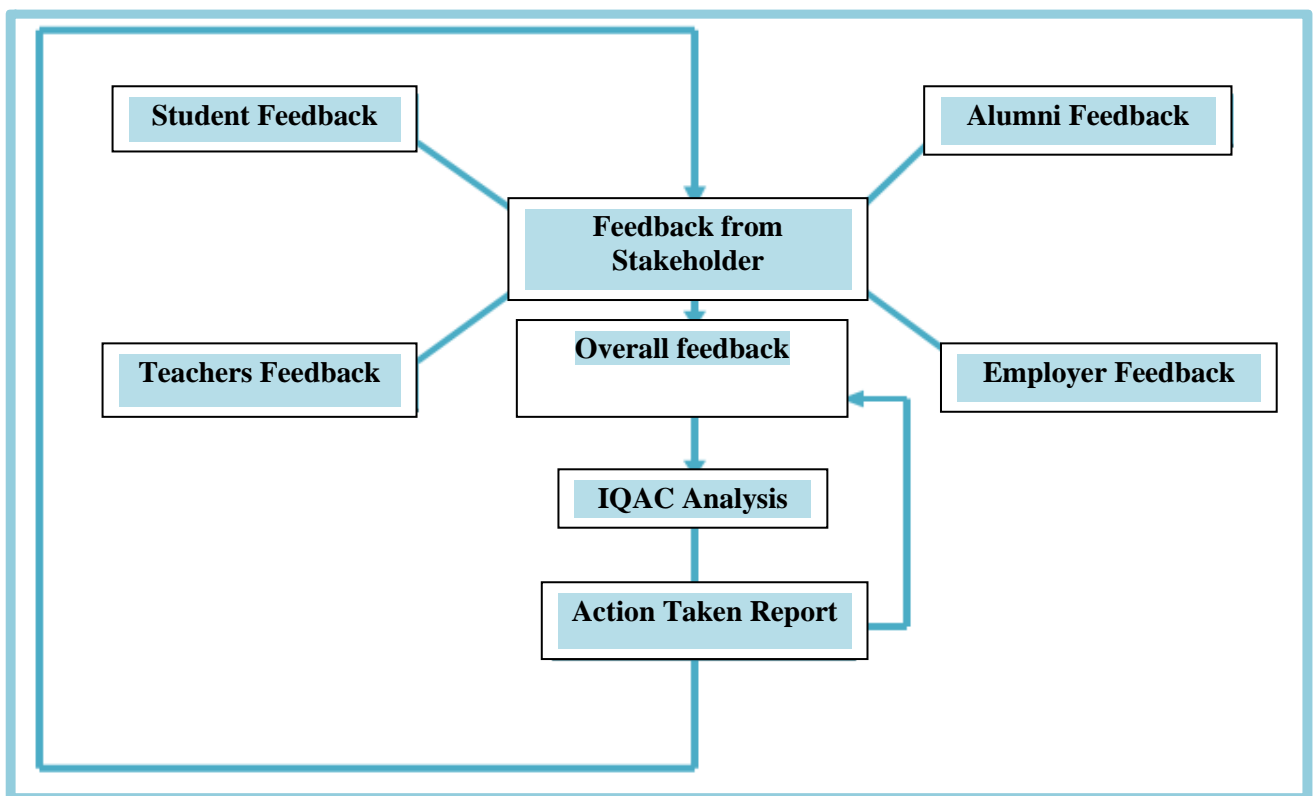 Student Feedback
Alumni Feedback
Feedback from
Stakeholder
Overall feedback
Teachers Feedback
Employer Feedback
IQAC Analysis
Action Taken Report